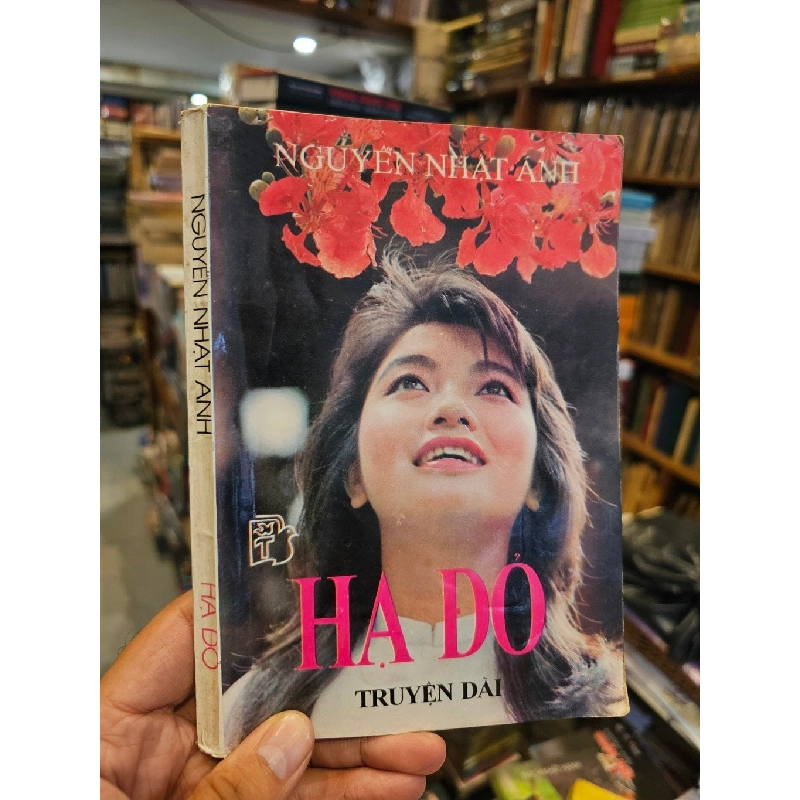 NGUYỄN NHẬT ÁNH
NGUYỄN NHẬT ÁNH
HẠ ĐỎ
HẠ ĐỎ
TRUYỆN DÀI